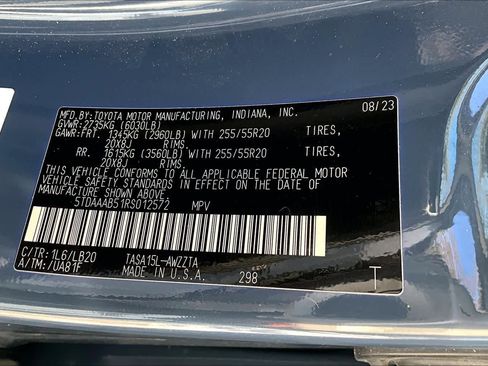 MFD.BY:TOYOTA MOTOR MANUFACTURING, INDIANA, INC. 08/23
GVWR:2735KG (6030LB)
GAWR:FRT. 1345KG (2960LB) WITH 255/55R20 TIRES,
20X8J RIMS.
RR. 1615KG (3560LB) WITH 255/55R20 TIRES,
20X8J RIMS.
THIS VEHICLE CONFORMS TO ALL APPLICABLE FEDERAL MOTOR
VEHICLE SAFETY STANDARDS IN EFFECT ON THE DATE OF
MANUFACTURE SHOWN ABOVE.
5TDAAAB51RS012572 MPV
C/TR:1L6/LB20 TASA15L-AWZZTA
A/TM:/UA81F MADE IN U.S.A. 298 T